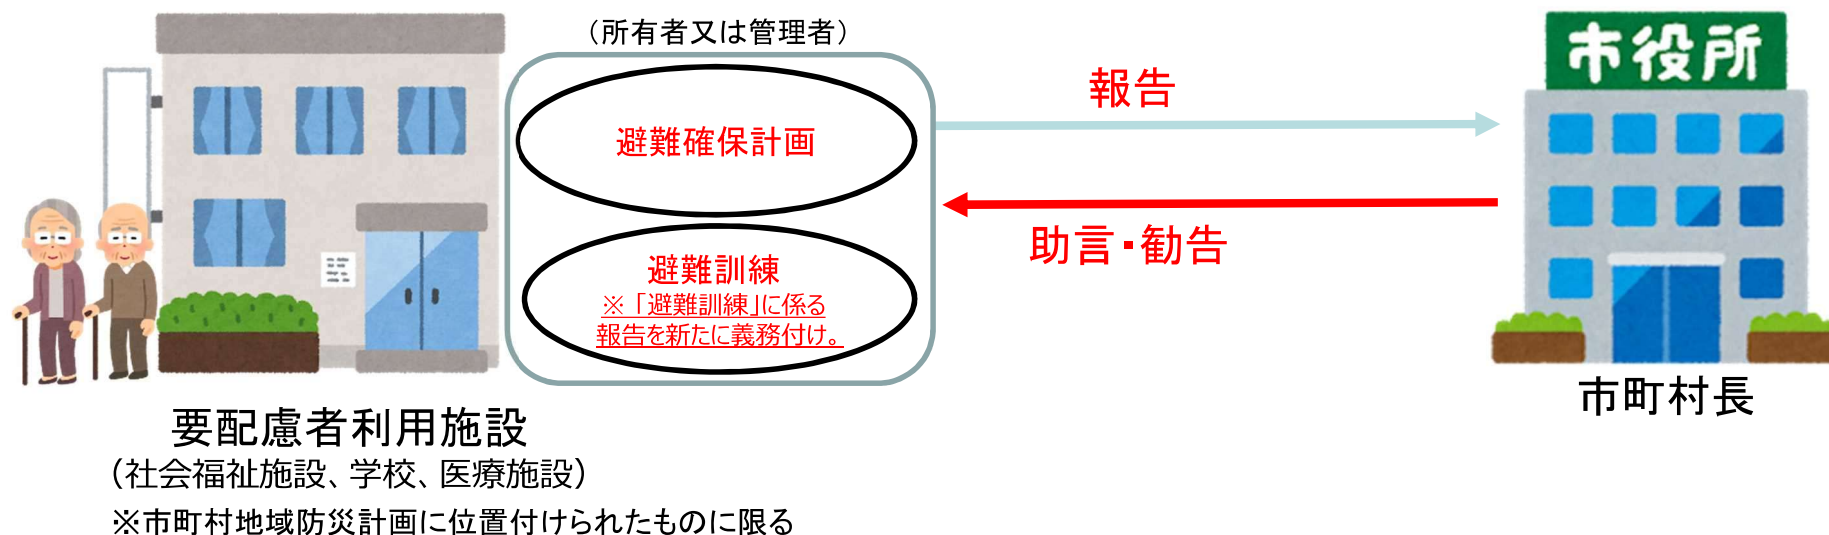 （所有者又は管理者）
避難確保計画
避難訓練
※「避難訓練」に係る
報告を新たに義務付け。
報告
助言・勧告
市役所
市町村長
要配慮者利用施設
（社会福祉施設、学校、医療施設）
※市町村地域防災計画に位置付けられたものに限る